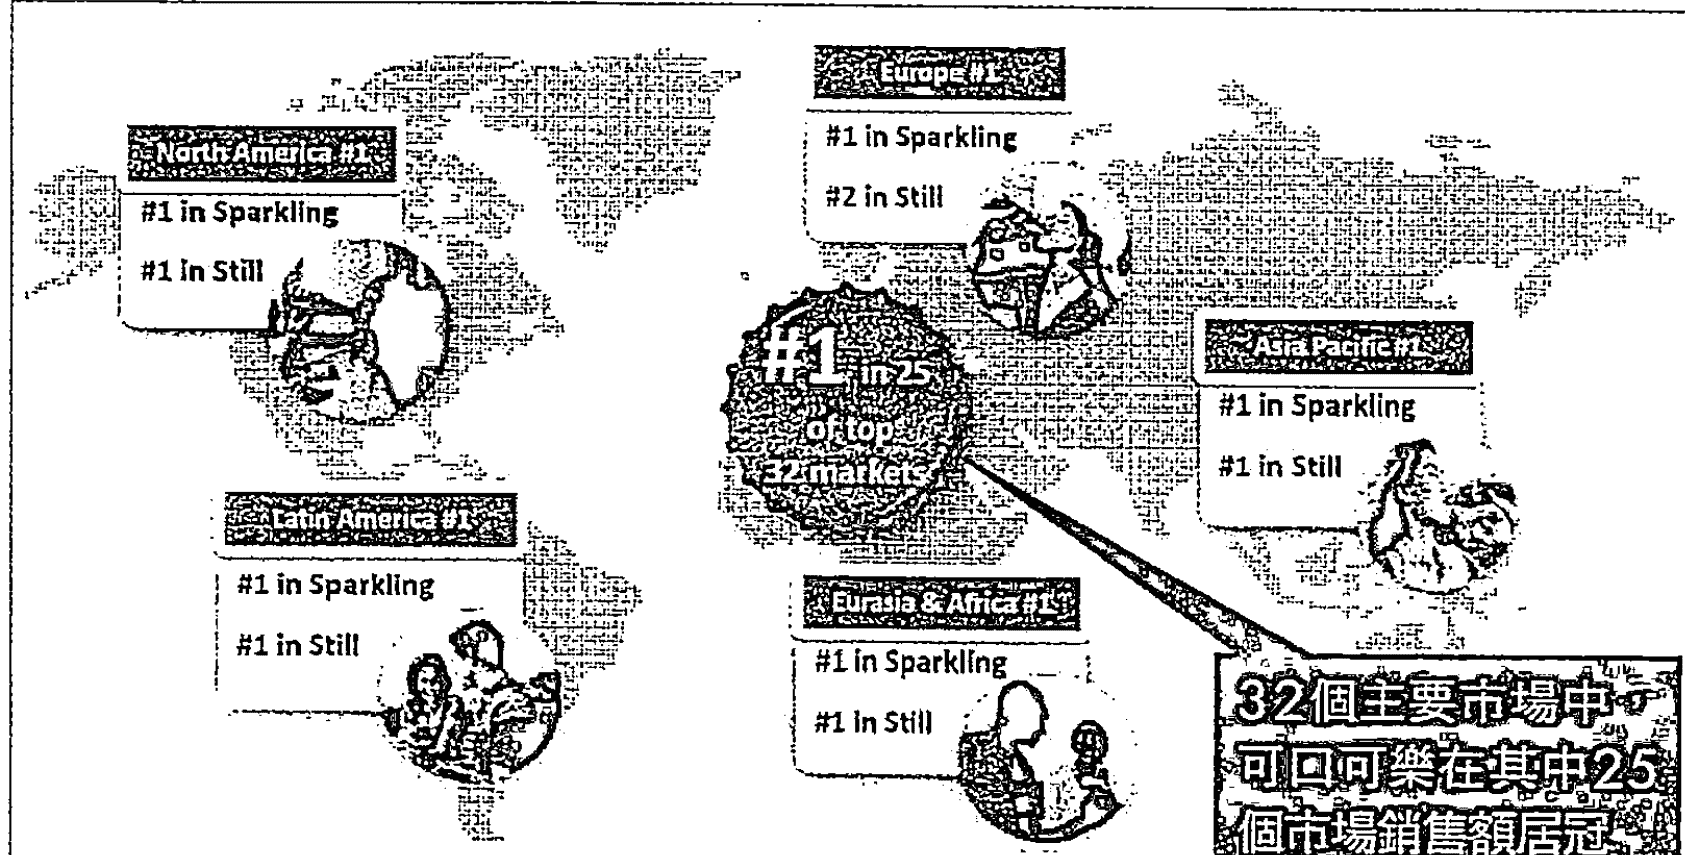 Europe #1
#1 in Sparkling
#2 in Still
North America #1
#1 in Sparkling
#1 in Still
#1 in 25
of top
32 markets
Asia Pacific #1
#1 in Sparkling
#1 in Still
Latin America #1
#1 in Sparkling
#1 in Still
Eurasia & Africa #1
#1 in Sparkling
#1 in Still
32個主要市場中，
可口可樂在其中25
個市場銷售額居冠